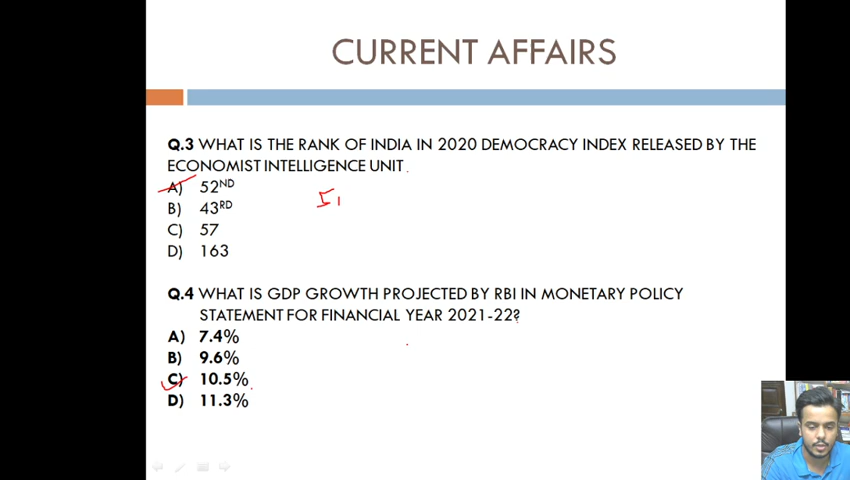 CURRENT AFFAIRS
Q.3 WHAT IS THE RANK OF INDIA IN 2020 DEMOCRACY INDEX RELEASED BY THE
ECONOMIST INTELLIGENCE UNIT.
A) 52ND
B) 43RD
C) 57
D) 163
Q.4 WHAT IS GDP GROWTH PROJECTED BY RBI IN MONETARY POLICY
STATEMENT FOR FINANCIAL YEAR 2021-22?
A) 7.4%
B) 9.6%
C) 10.5%
D) 11.3%